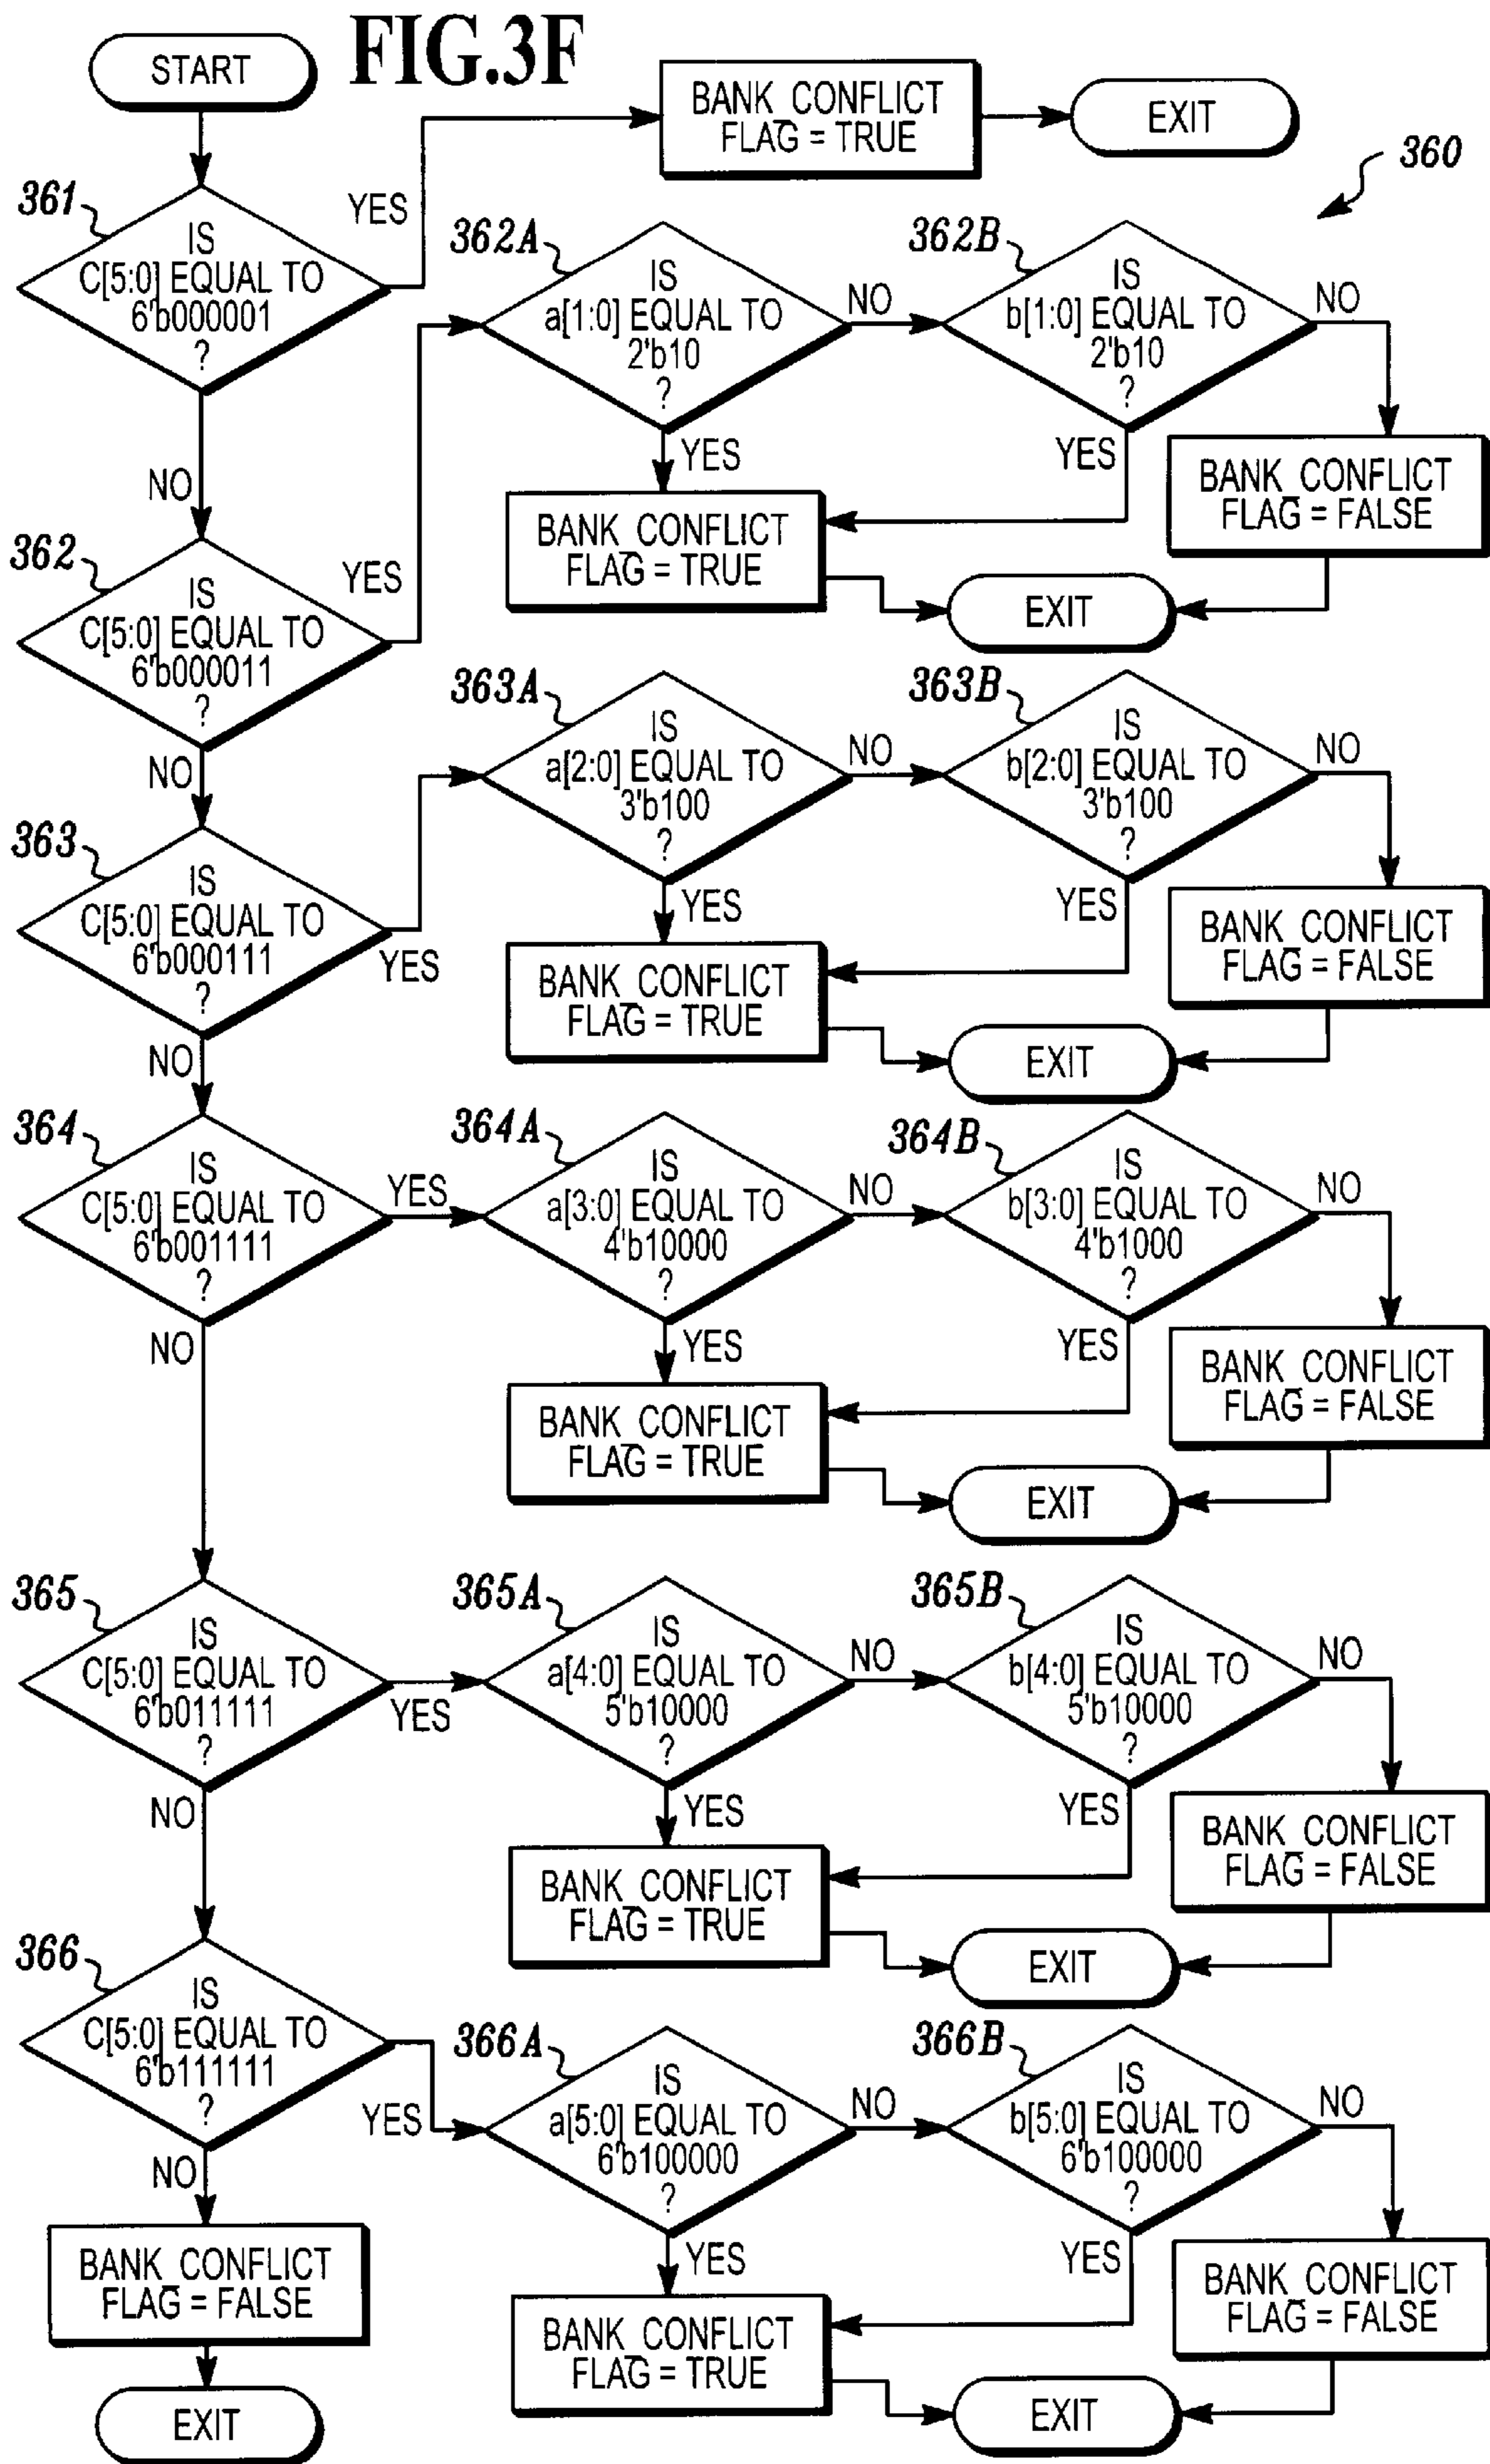 FIG.3F
START
BANK_CONFLICT
FLAG = TRUE
EXIT
360
361
IS
C[5:0] EQUAL TO
6'b000001
?
YES
NO
362A
IS
a[1:0] EQUAL TO
2'b10
?
NO
YES
362B
IS
b[1:0] EQUAL TO
2'b10
?
NO
YES
BANK_CONFLICT
FLAG = FALSE
BANK_CONFLICT
FLAG = TRUE
EXIT
362
IS
C[5:0] EQUAL TO
6'b000011
?
YES
NO
363A
IS
a[2:0] EQUAL TO
3'b100
?
NO
YES
363B
IS
b[2:0] EQUAL TO
3'b100
?
NO
YES
BANK_CONFLICT
FLAG = FALSE
BANK_CONFLICT
FLAG = TRUE
EXIT
363
IS
C[5:0] EQUAL TO
6'b000111
?
YES
NO
364
IS
C[5:0] EQUAL TO
6'b001111
?
YES
NO
364A
IS
a[3:0] EQUAL TO
4'b10000
?
NO
YES
364B
IS
b[3:0] EQUAL TO
4'b1000
?
NO
YES
BANK_CONFLICT
FLAG = FALSE
BANK_CONFLICT
FLAG = TRUE
EXIT
365
IS
C[5:0] EQUAL TO
6'b011111
?
YES
NO
365A
IS
a[4:0] EQUAL TO
5'b10000
?
NO
YES
365B
IS
b[4:0] EQUAL TO
5'b10000
?
NO
YES
BANK_CONFLICT
FLAG = FALSE
BANK_CONFLICT
FLAG = TRUE
EXIT
366
IS
C[5:0] EQUAL TO
6'b111111
?
YES
NO
366A
IS
a[5:0] EQUAL TO
6'b100000
?
NO
YES
366B
IS
b[5:0] EQUAL TO
6'b100000
?
NO
YES
BANK_CONFLICT
FLAG = FALSE
BANK_CONFLICT
FLAG = TRUE
EXIT
BANK_CONFLICT
FLAG = FALSE
EXIT